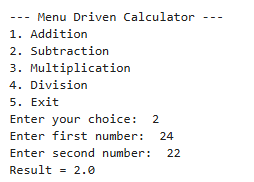 --- Menu Driven Calculator ---
1. Addition
2. Subtraction
3. Multiplication
4. Division
5. Exit
Enter your choice:  2
Enter first number:  24
Enter second number:  22
Result = 2.0